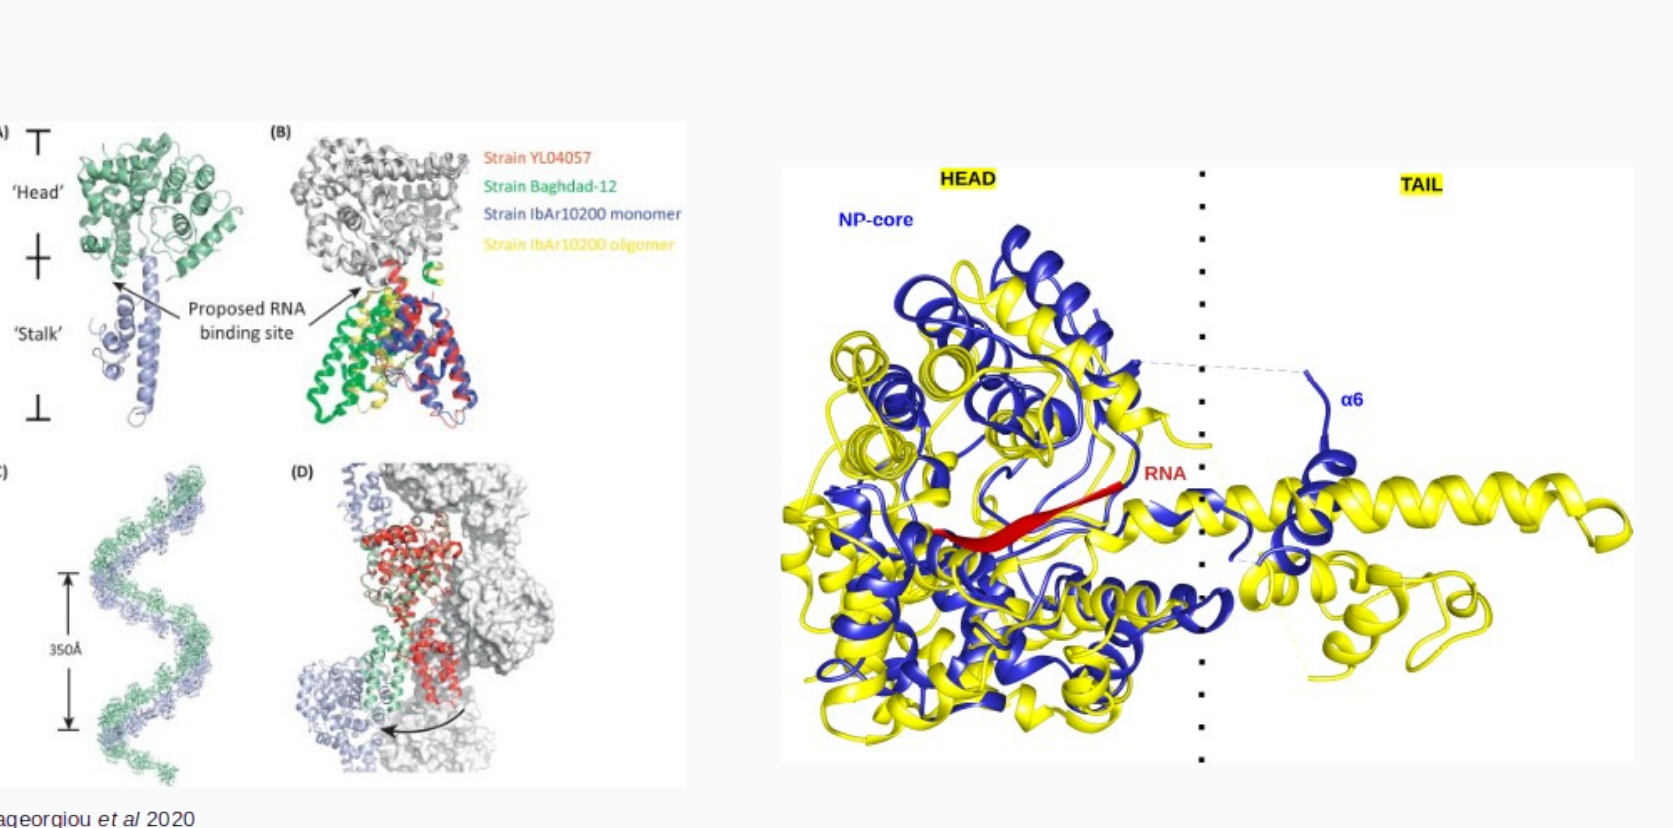 (B)
'Head'
Strain YL04057
Strain Baghdad-12
Strain IbAr10200 monomer
Strain IbAr10200 oligomer
Proposed RNA
binding site
'Stalk'
(D)
350Å
et al 2020
HEAD
TAIL
NP-core
α6
RNA